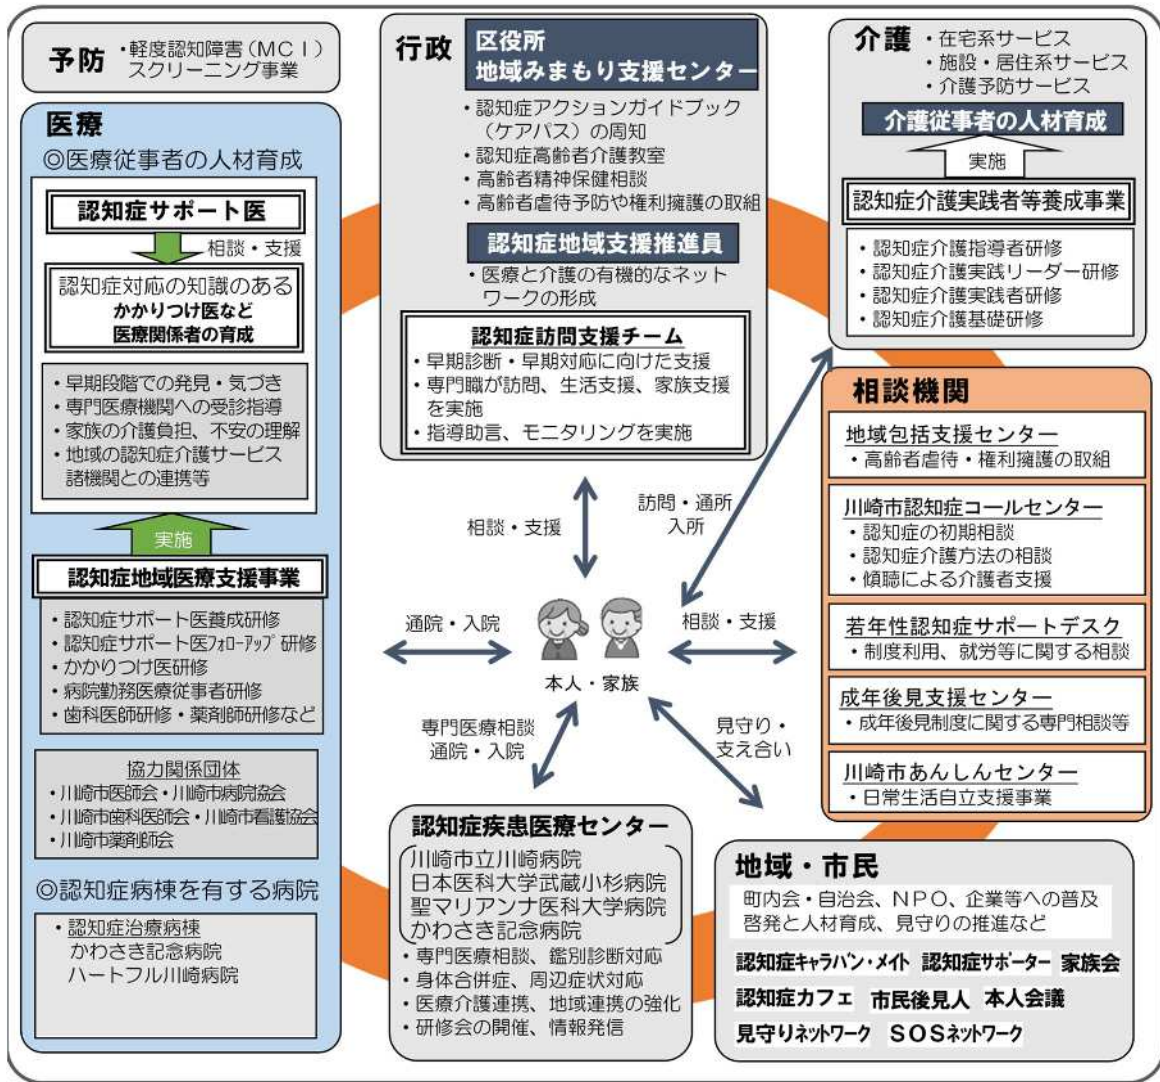 予防
・軽度認知障害(MCI)
スクリーニング事業
医療
◎医療従事者の人材育成
認知症サポート医
相談・支援
認知症対応の知識のある
かかりつけ医など
医療関係者の育成
・早期段階での発見・気づき
・専門医療機関への受診指導
・家族の介護負担、不安の理解
・地域の認知症介護サービス
諸機関との連携等
実施
認知症地域医療支援事業
・認知症サポート医養成研修
・認知症サポート医フォローアップ研修
・かかりつけ医研修
・病院勤務医療従事者研修
・歯科医師研修・薬剤師研修など
協力関係団体
・川崎市医師会・川崎市病院協会
・川崎市歯科医師会・川崎市看護協会
・川崎市薬剤師会
◎認知症病棟を有する病院
・認知症治療病棟
かわさき記念病院
ハートフル川崎病院
行政
区役所
地域みまもり支援センター
・認知症アクションガイドブック
(ケアパス)の周知
・認知症高齢者介護教室
・高齢者精神保健相談
・高齢者虐待予防や権利擁護の取組
認知症地域支援推進員
・医療と介護の有機的なネット
ワークの形成
認知症訪問支援チーム
・早期診断・早期対応に向けた支援
・専門職が訪問、生活支援、家族支援
を実施
・指導助言、モニタリングを実施
相談・支援
訪問・通所
入所
通院・入院
相談・支援
本人・家族
専門医療相談
通院・入院
見守り・
支え合い
認知症疾患医療センター
川崎市立川崎病院
日本医科大学武蔵小杉病院
聖マリアンナ医科大学病院
かわさき記念病院
・専門医療相談、鑑別診断対応
・身体合併症、周辺症状対応
・医療介護連携、地域連携の強化
・研修会の開催、情報発信
介護
・在宅系サービス
・施設・居住系サービス
・介護予防サービス
介護従事者の人材育成
実施
認知症介護実践者等養成事業
・認知症介護指導者研修
・認知症介護実践リーダー研修
・認知症介護実践者研修
・認知症介護基礎研修
相談機関
地域包括支援センター
・高齢者虐待・権利擁護の取組
川崎市認知症コールセンター
・認知症の初期相談
・認知症介護方法の相談
・傾聴による介護者支援
若年性認知症サポートデスク
・制度利用、就労等に関する相談
成年後見支援センター
・成年後見制度に関する専門相談等
川崎市あんしんセンター
・日常生活自立支援事業
地域・市民
町内会・自治会、NPO、企業等への普及
啓発と人材育成、見守りの推進など
認知症キャラバン・メイト 認知症サポーター 家族会
認知症カフェ 市民後見人 本人会議
見守りネットワーク SOSネットワーク